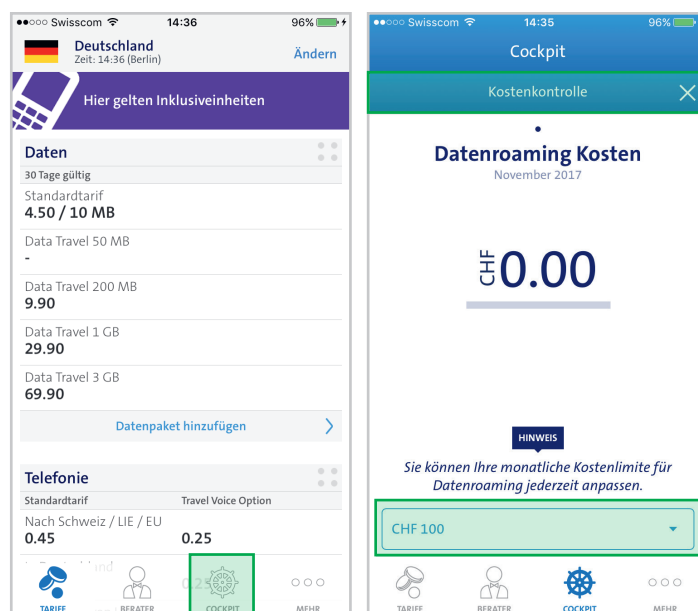 Swisscom 14:36 96%
Deutschland
Zeit: 14:36 (Berlin)
Ändern
Hier gelten Inklusiveinheiten
Daten
30 Tage gültig
Standardtarif
4.50 / 10 MB
Data Travel 50 MB
-
Data Travel 200 MB
9.90
Data Travel 1 GB
29.90
Data Travel 3 GB
69.90
Datenpaket hinzufügen
Telefonie
Standardtarif Travel Voice Option
Nach Schweiz / LIE / EU
0.45 0.25
TARIFE BERATER COCKPIT MEHR
Swisscom 14:35 96%
Cockpit
Kostenkontrolle
Datenroaming Kosten
November 2017
CHF 0.00
HINWEIS
Sie können Ihre monatliche Kostenlimite für
Datenroaming jederzeit anpassen.
CHF 100
TARIFE BERATER COCKPIT MEHR